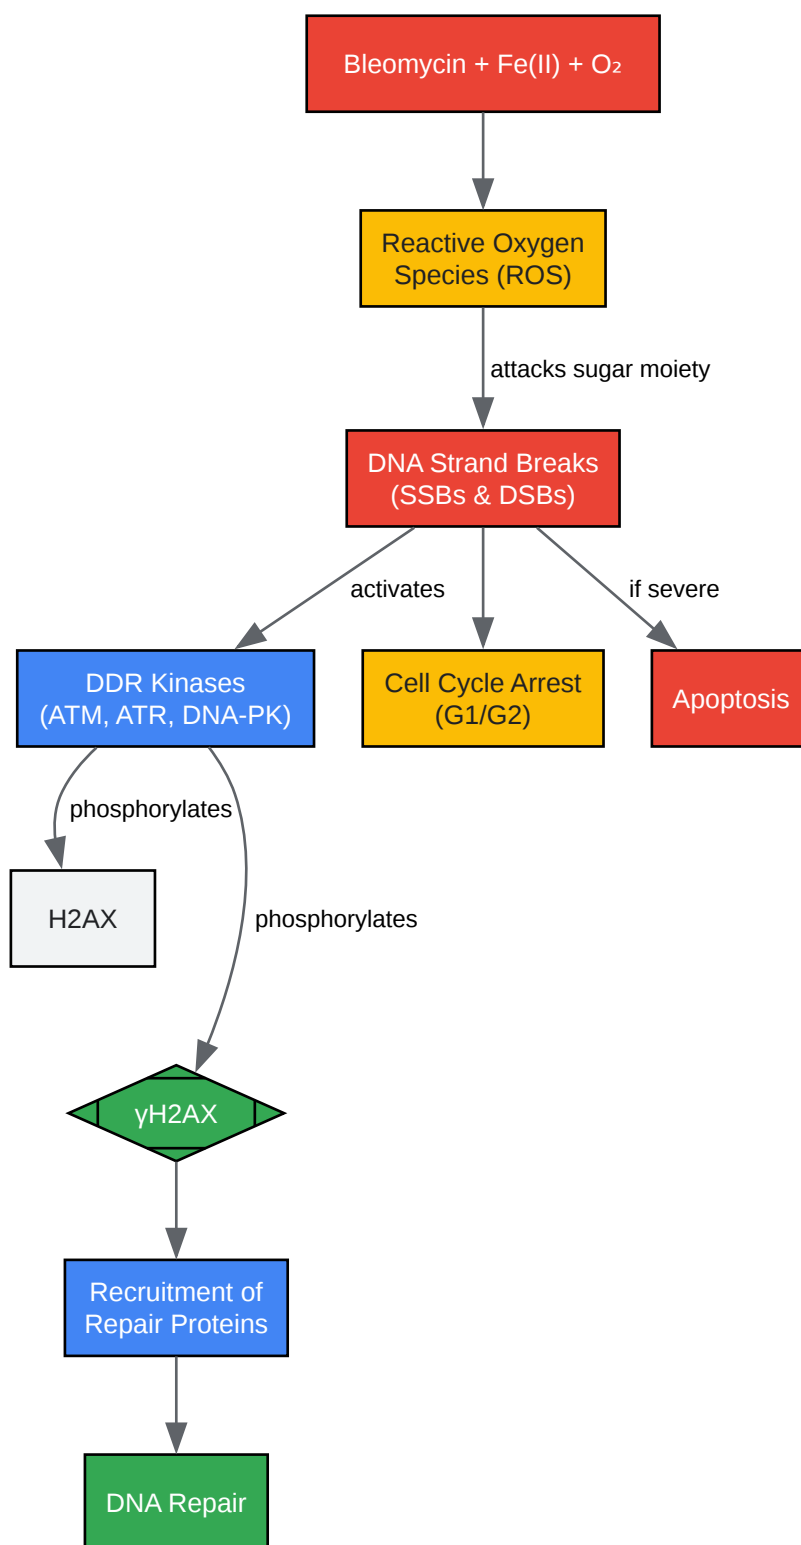 Bleomycin + Fe(II) + O₂
Reactive Oxygen
Species (ROS)
attacks sugar moiety
DNA Strand Breaks
(SSBs & DSBs)
activates
if severe
DDR Kinases
(ATM, ATR, DNA-PK)
Cell Cycle Arrest
(G1/G2)
Apoptosis
phosphorylates
H2AX
phosphorylates
γH2AX
Recruitment of
Repair Proteins
DNA Repair